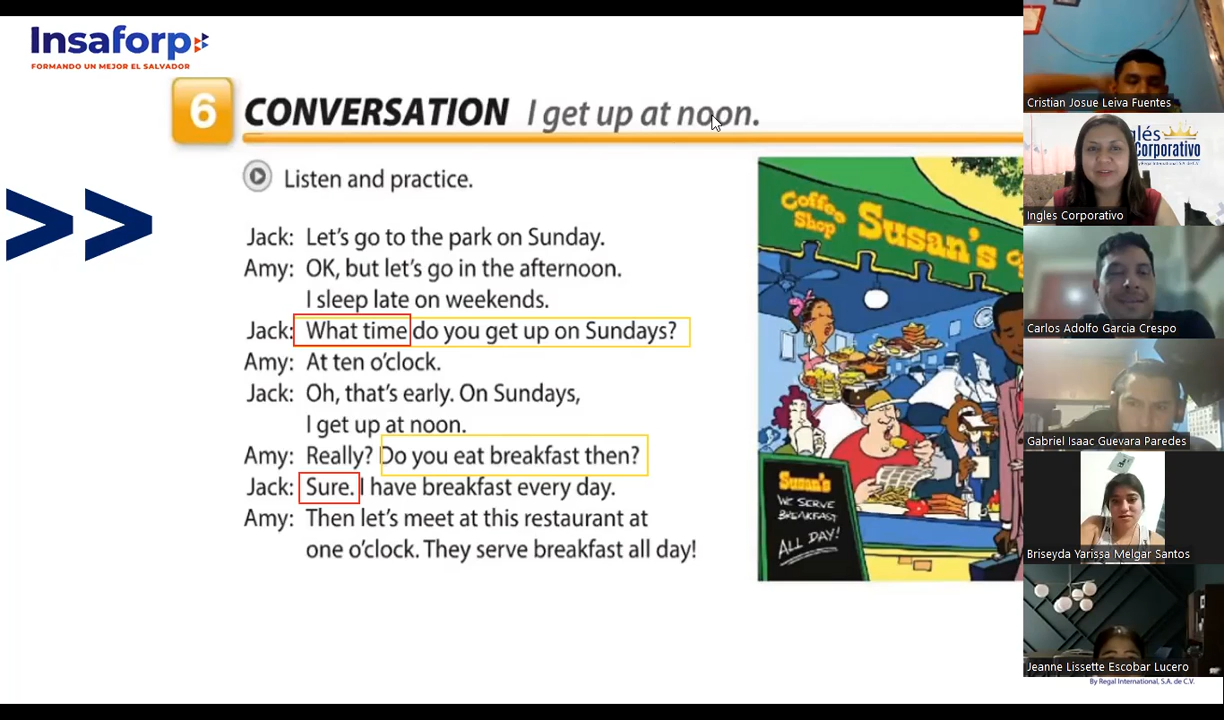 Insaforp
FORMANDO UN MEJOR EL SALVADOR
6 CONVERSATION I get up at noon.
Listen and practice.
Jack: Let's go to the park on Sunday.
Amy: OK, but let's go in the afternoon.
I sleep late on weekends.
Jack: What time do you get up on Sundays?
Amy: At ten o'clock.
Jack: Oh, that's early. On Sundays,
I get up at noon.
Amy: Really? Do you eat breakfast then?
Jack: Sure. I have breakfast every day.
Amy: Then let's meet at this restaurant at
one o'clock. They serve breakfast all day!
Coffee
Shop
Susan's
Susan's
WE SERVE
BREAKFAST
ALL DAY!
Cristian Josue Leiva Fuentes
glés
Corporativo
Ingles Corporativo
Carlos Adolfo Garcia Crespo
Gabriel Isaac Guevara Paredes
Briseyda Yarissa Melgar Santos
Jeanne Lissette Escobar Lucero
By Regal International, S.A. de C.V.